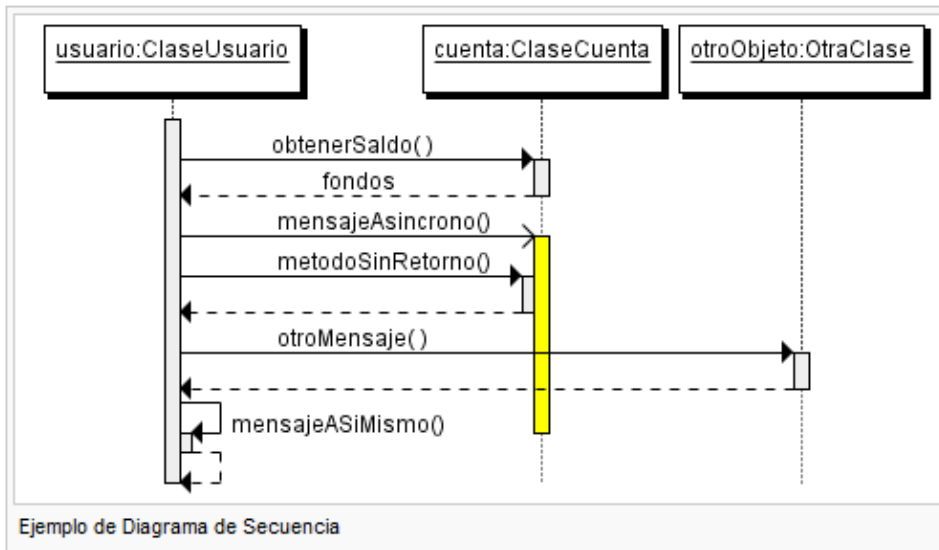 usuario:ClaseUsuario
cuenta:ClaseCuenta
otroObjeto:OtraClase
obtenerSaldo()
fondos
mensajeAsincrono()
metodoSinRetorno()
otroMensaje()
mensajeASiMismo()
Ejemplo de Diagrama de Secuencia